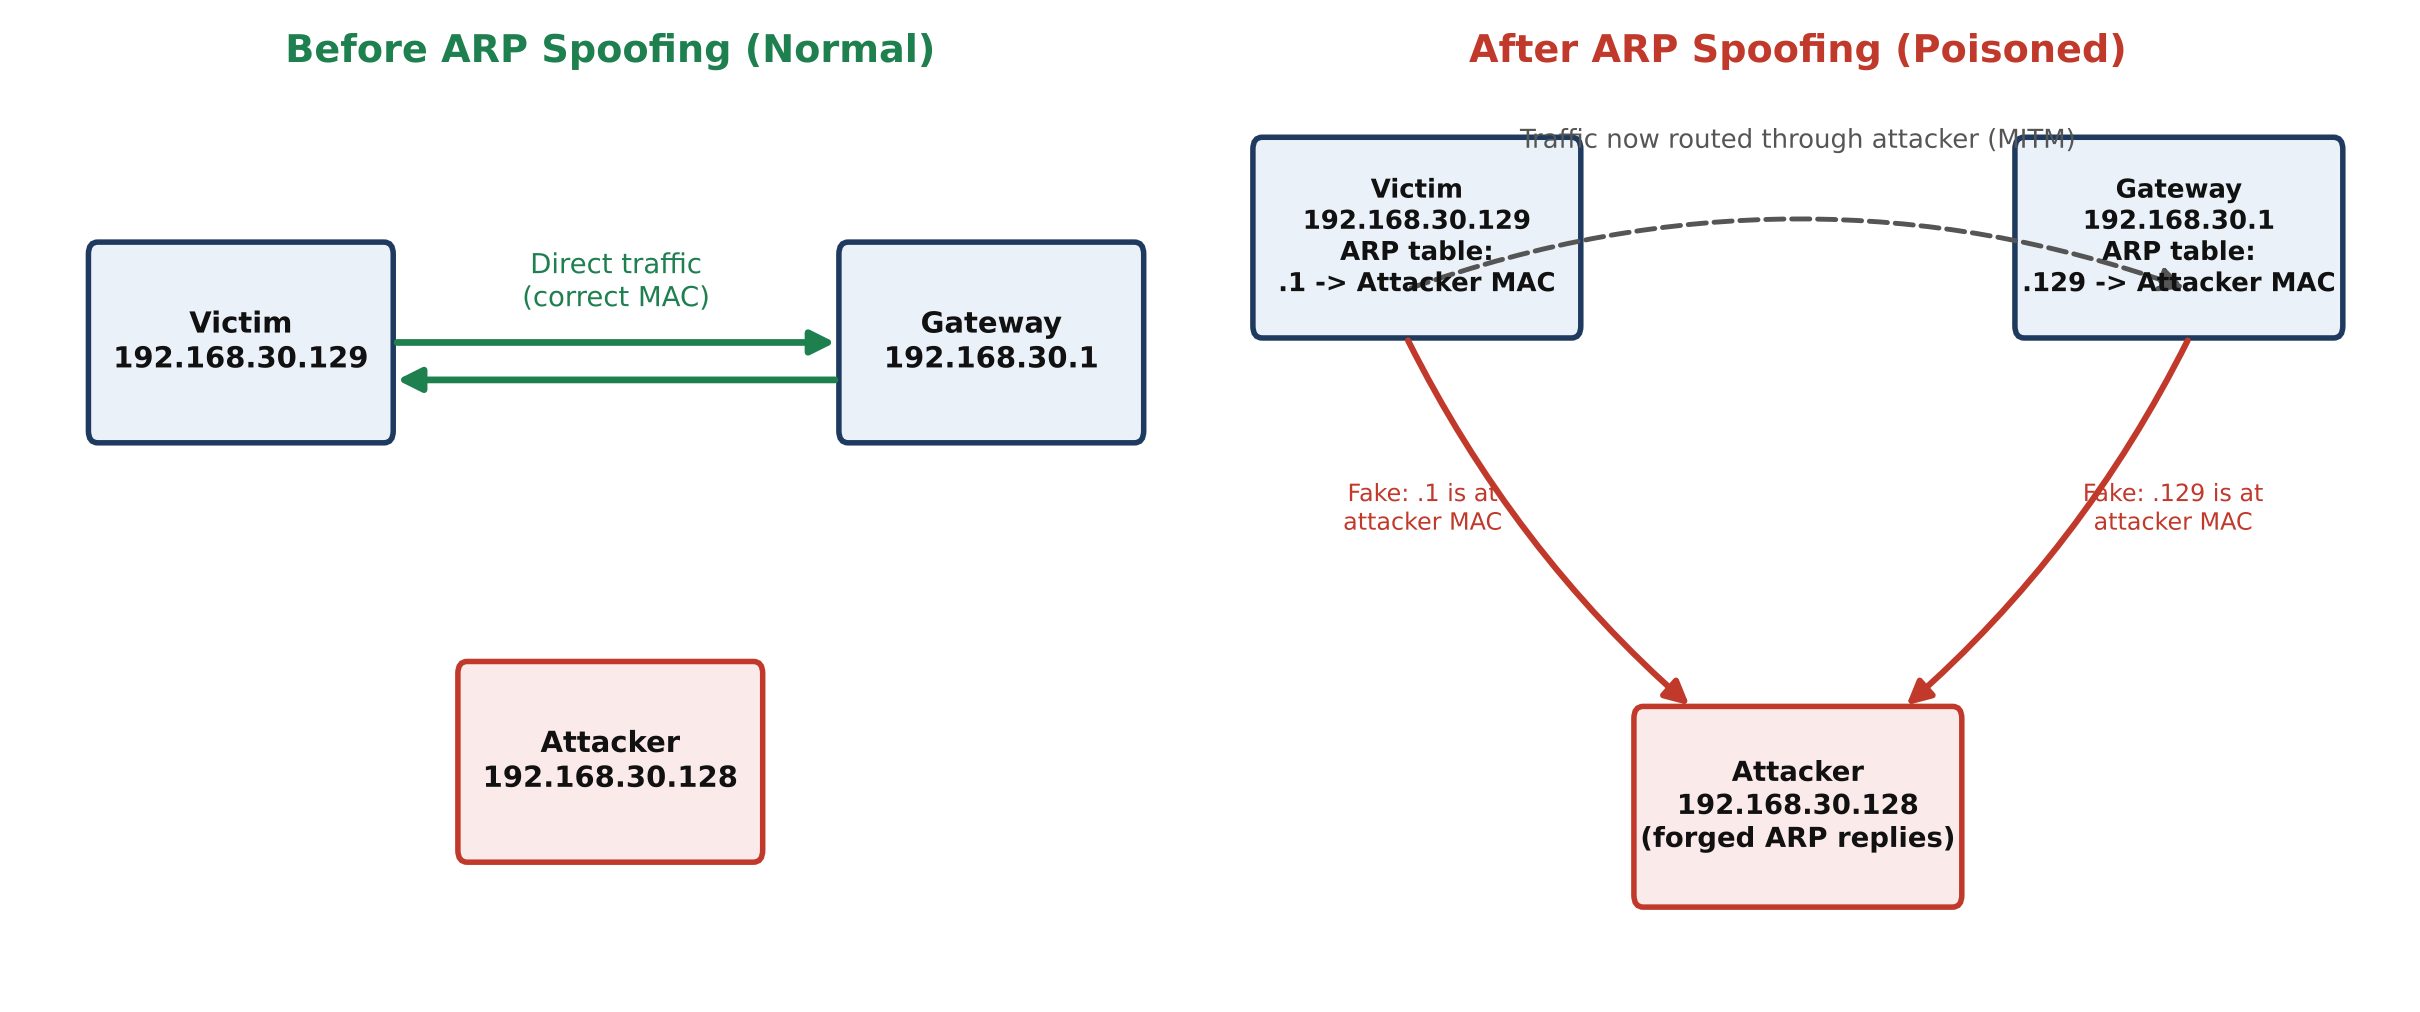 Before ARP Spoofing (Normal)
Direct traffic
(correct MAC)
Victim
192.168.30.129
Gateway
192.168.30.1
Attacker
192.168.30.128
After ARP Spoofing (Poisoned)
Traffic now routed through attacker (MITM)
Victim
192.168.30.129
ARP table:
.1 -> Attacker MAC
Gateway
192.168.30.1
ARP table:
.129 -> Attacker MAC
Fake: .1 is at
attacker MAC
Fake: .129 is at
attacker MAC
Attacker
192.168.30.128
(forged ARP replies)